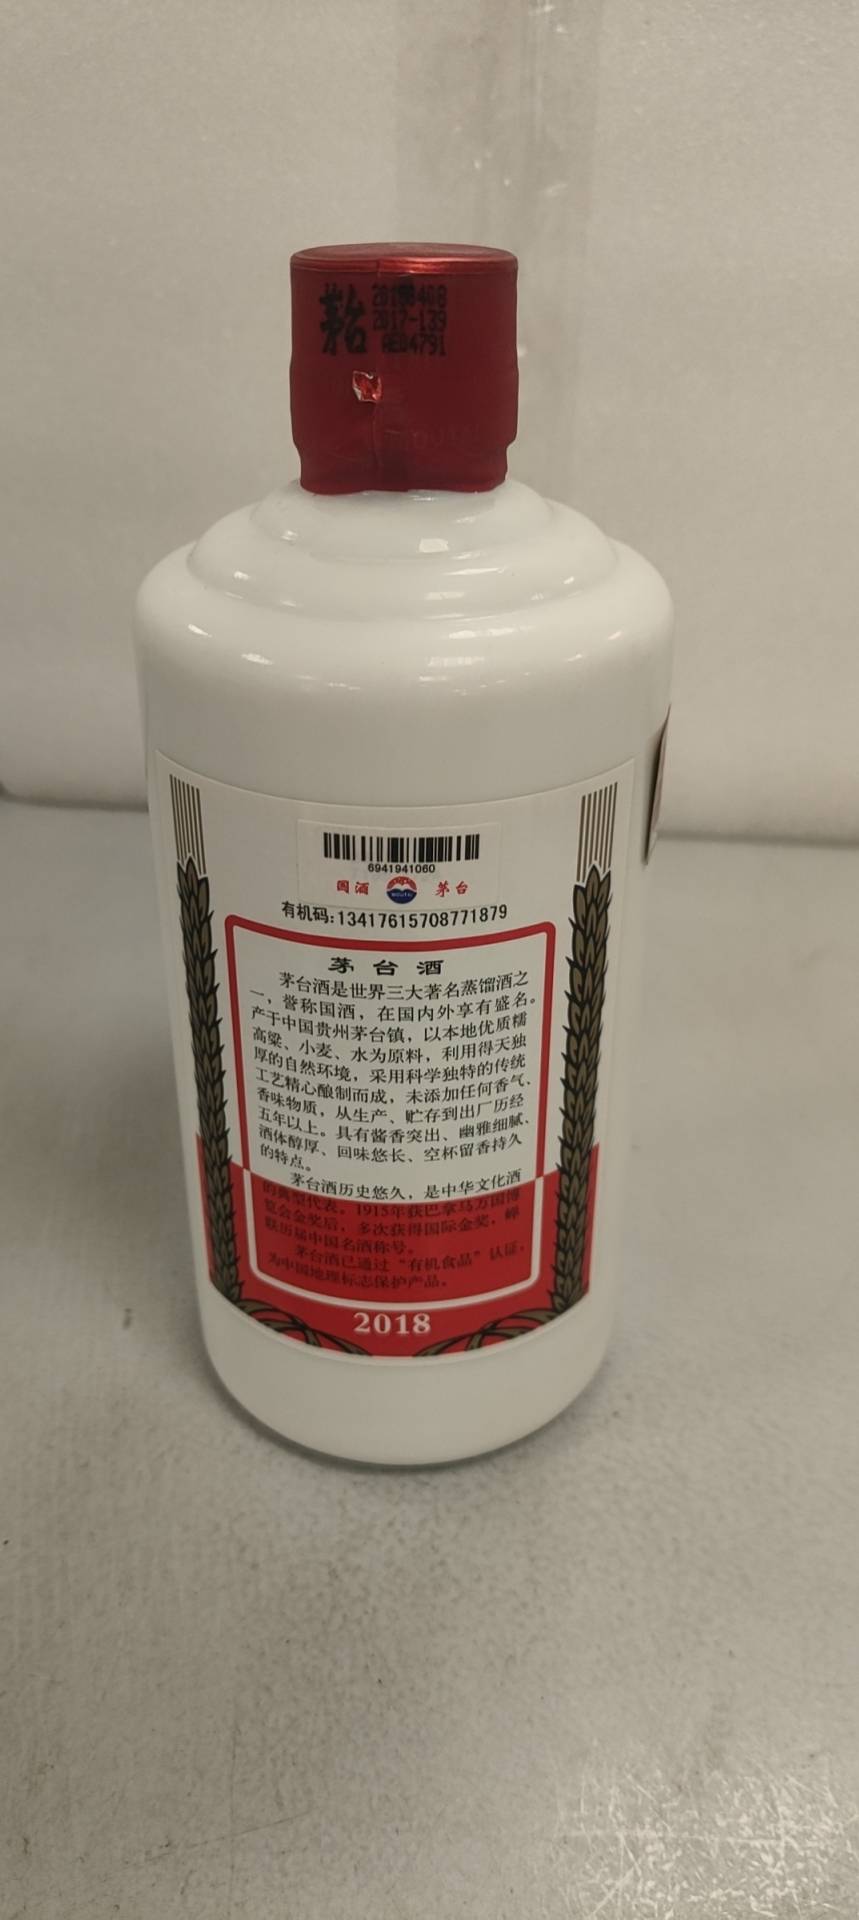 茅台
2017-139
6941941060
国酒 MOUTAI 茅台
有机码:13417615708771879
茅台酒
茅台酒是世界三大著名蒸馏酒之
一，誉称国酒，在国内外享有盛名。
产于中国贵州茅台镇，以本地优质糯
高粱、小麦、水为原料，利用得天独
厚的自然环境，采用科学独特的传统
工艺精心酿制而成，未添加任何香气、
香味物质，从生产、贮存到出厂历经
五年以上。具有酱香突出、幽雅细腻、
酒体醇厚、回味悠长、空杯留香持久
的特点。
茅台酒历史悠久，是中华文化酒
的典型代表。1915年获巴拿马万国博
览会金奖后，多次获得国际金奖，蝉
联历届中国名酒称号。
茅台酒已通过“有机食品”认证，
为中国地理标志保护产品。
2018